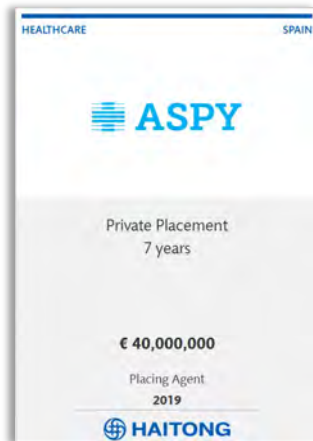 HEALTHCARE SPAIN
ASPY
Private Placement
7 years
€ 40,000,000
Placing Agent
2019
HAITONG